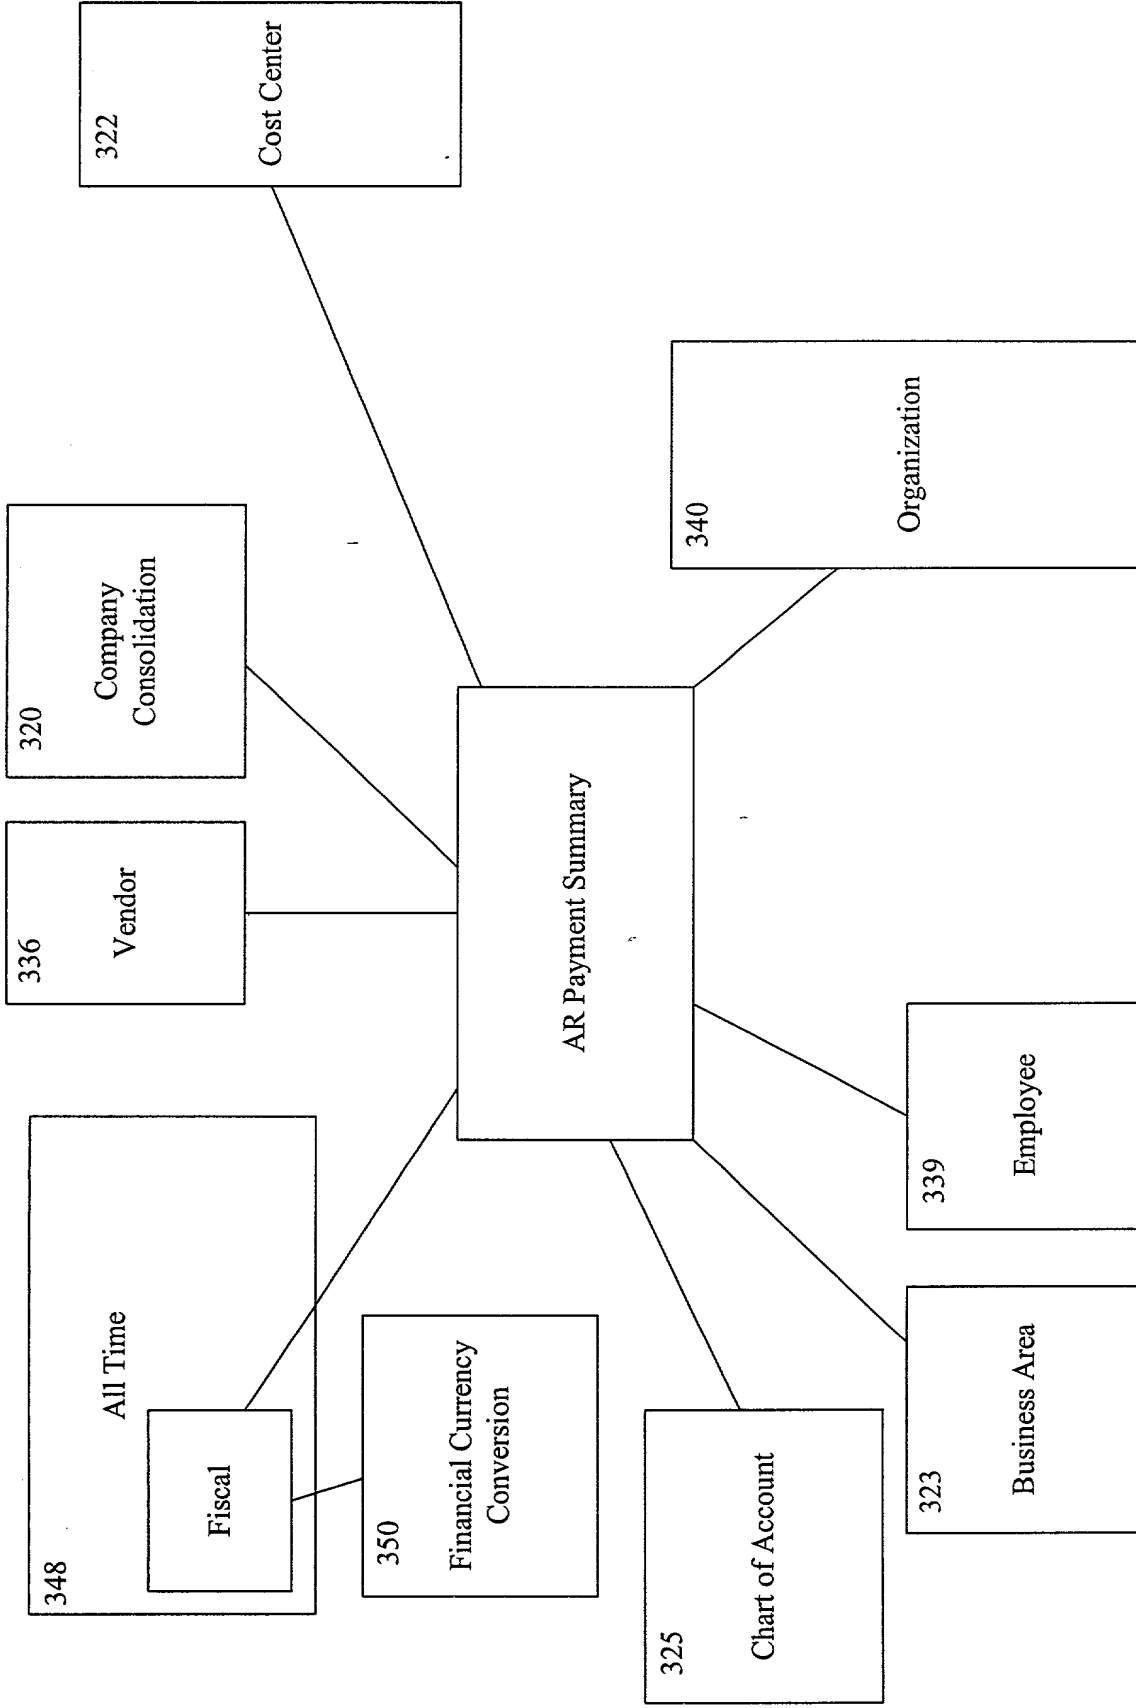 348
All Time
Fiscal
336
Vendor
320
Company
Consolidation
322
Cost Center
350
Financial Currency
Conversion
AR Payment Summary
325
Chart of Account
340
Organization
323
Business Area
339
Employee